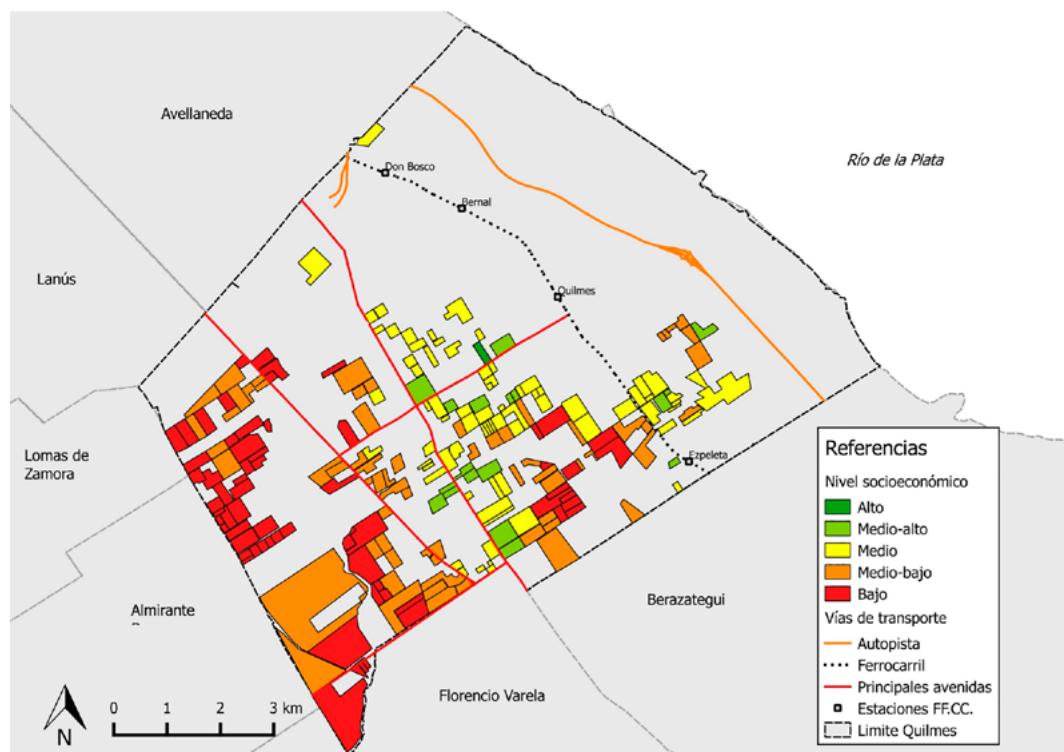 Avellaneda
Río de la Plata
Don Bosco
Bernal
Lanús
Quilmes
Lomas de
Zamora
Ezpeleta
Almirante
Berazategui
Florencio Varela
Referencias
Nivel socioeconómico
Alto
Medio-alto
Medio
Medio-bajo
Bajo
Vías de transporte
Autopista
Ferrocarril
Principales avenidas
Estaciones FF.CC.
Limite Quilmes
N
0 1 2 3 km